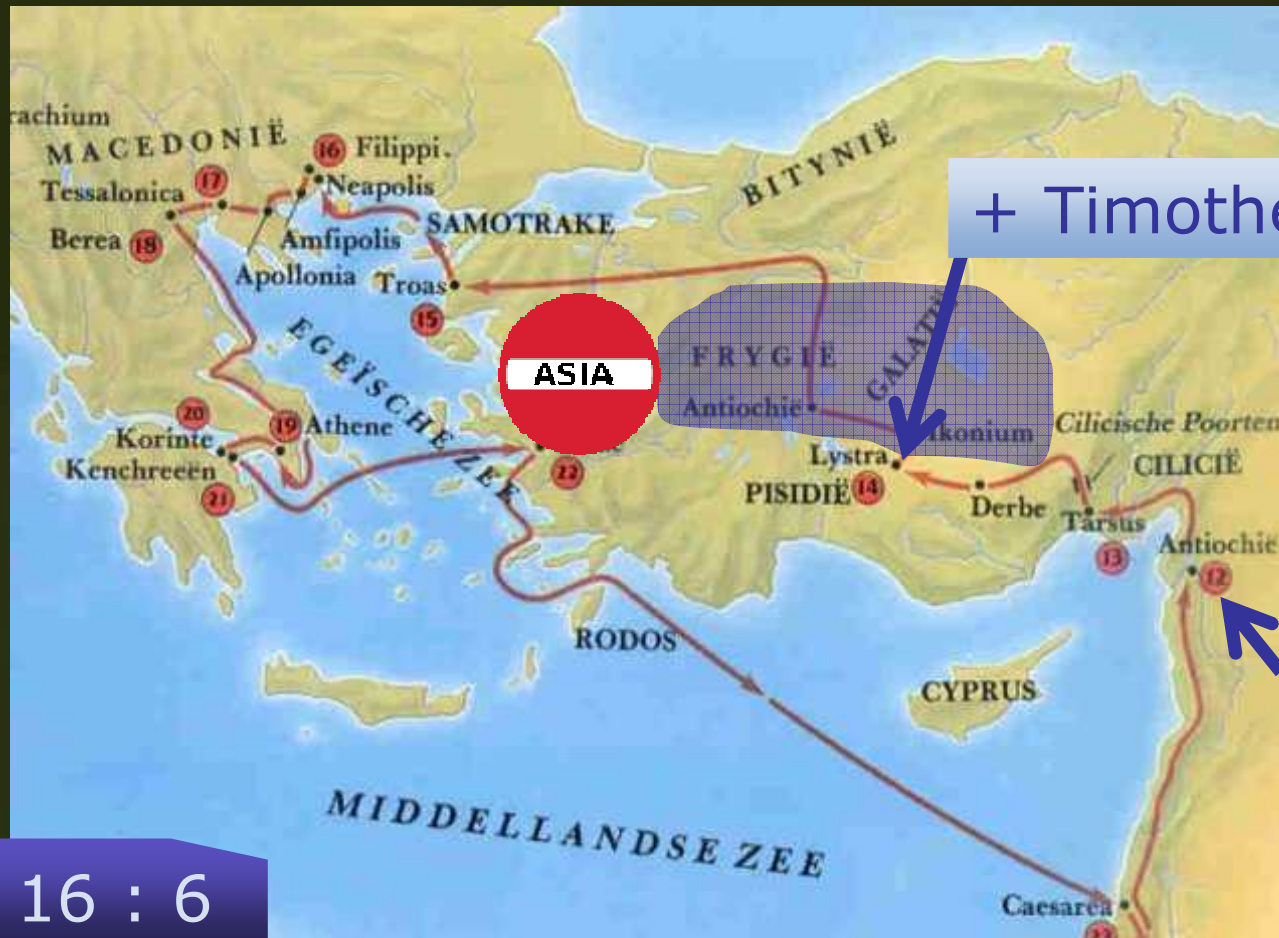 rachium
MACEDONIË
16 Filippi.
Tessalonica 17
Neapolis
Berea 18
Amfipolis
SAMOTRAKE
Apollonia
Troas
15
BITYNIË
+ Timothe
EGEÏSCHE ZEE
ASIA
FRYGIË
Antiochië
Ikonium
Cilicische Poorten
20
19 Athene
Korinte
Kenchreeën
21
22
Lystra
PISIDIË 14
Derbe
CILICIË
Tarsus
13
Antiochië
12
RODOS
CYPRUS
MIDDELLANDSE ZEE
Caesarea
16 : 6